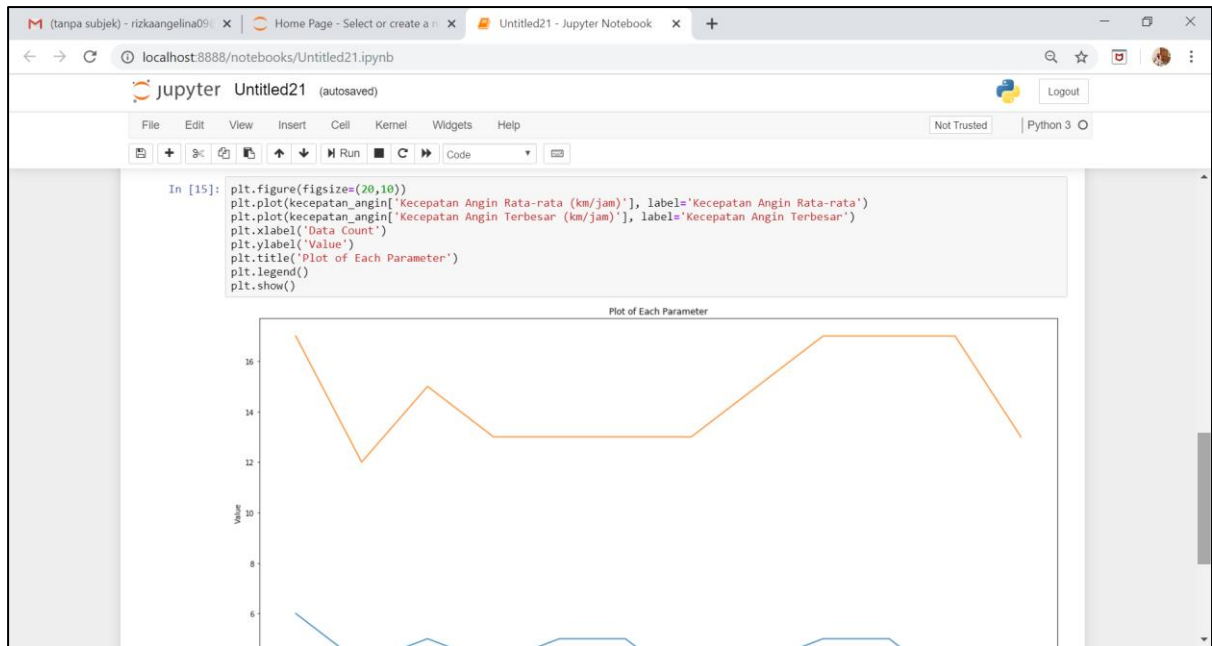 (tanpa subjek) - rizkaangelina09
Home Page - Select or create a n
Untitled21 - Jupyter Notebook
localhost:8888/notebooks/Untitled21.ipynb
jupyter Untitled21 (autosaved)
Logout
File Edit View Insert Cell Kernel Widgets Help
Not Trusted
Python 3
Run
Code
In [15]: plt.figure(figsize=(20,10))
plt.plot(kecepatan_angin['Kecepatan Angin Rata-rata (km/jam)'], label='Kecepatan Angin Rata-rata')
plt.plot(kecepatan_angin['Kecepatan Angin Terbesar (km/jam)'], label='Kecepatan Angin Terbesar')
plt.xlabel('Data Count')
plt.ylabel('Value')
plt.title('Plot of Each Parameter')
plt.legend()
plt.show()
Plot of Each Parameter
16
14
12
Value
10
8
6